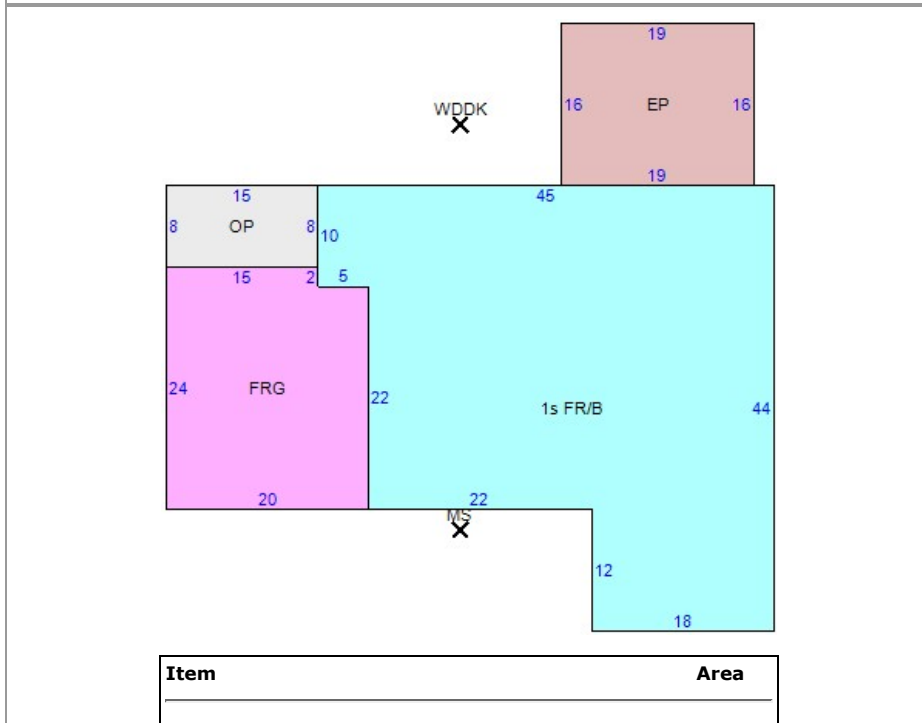 19
WDDK
16 EP 16
19
15 45
8 OP 8 10
15 2 5
24 FRG 22
1s FR/B 44
20 22
MS
12
18
Item Area